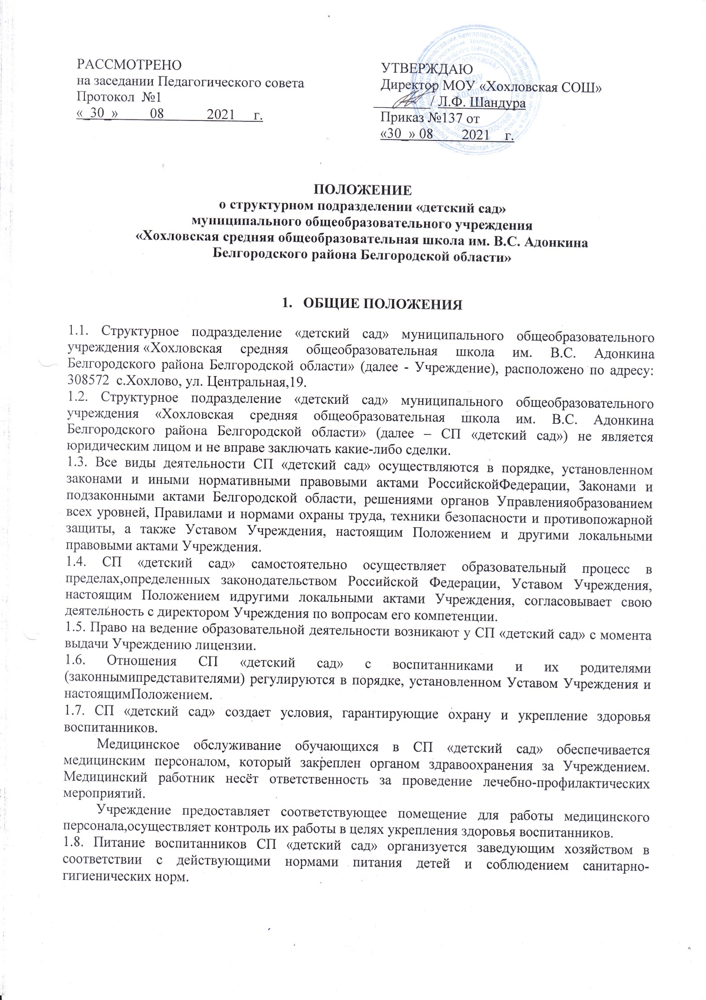 РАССМОТРЕНО
на заседании Педагогического совета
Протокол №1
«_30_» 08 2021 г.
УТВЕРЖДАЮ
Директор МОУ «Хохловская СОШ»
________/ Л.Ф. Шандура
Приказ №137 от
«30_» 08 2021 г.
ПОЛОЖЕНИЕ
о структурном подразделении «детский сад»
муниципального общеобразовательного учреждения
«Хохловская средняя общеобразовательная школа им. В.С. Адонкина
Белгородского района Белгородской области»
1. ОБЩИЕ ПОЛОЖЕНИЯ
1.1. Структурное подразделение «детский сад» муниципального общеобразовательного
учреждения «Хохловская средняя общеобразовательная школа им. В.С. Адонкина
Белгородского района Белгородской области» (далее - Учреждение), расположено по адресу:
308572 с.Хохлово, ул. Центральная,19.
1.2. Структурное подразделение «детский сад» муниципального общеобразовательного
учреждения «Хохловская средняя общеобразовательная школа им. В.С. Адонкина
Белгородского района Белгородской области» (далее – СП «детский сад») не является
юридическим лицом и не вправе заключать какие-либо сделки.
1.3. Все виды деятельности СП «детский сад» осуществляются в порядке, установленном
законами и иными нормативными правовыми актами РоссийскойФедерации, Законами и
подзаконными актами Белгородской области, решениями органов Управленияобразованием
всех уровней, Правилами и нормами охраны труда, техники безопасности и противопожарной
защиты, а также Уставом Учреждения, настоящим Положением и другими локальными
правовыми актами Учреждения.
1.4. СП «детский сад» самостоятельно осуществляет образовательный процесс в
пределах,определенных законодательством Российской Федерации, Уставом Учреждения,
настоящим Положением идругими локальными актами Учреждения, согласовывает свою
деятельность с директором Учреждения по вопросам его компетенции.
1.5. Право на ведение образовательной деятельности возникают у СП «детский сад» с момента
выдачи Учреждению лицензии.
1.6. Отношения СП «детский сад» с воспитанниками и их родителями
(законнымипредставителями) регулируются в порядке, установленном Уставом Учреждения и
настоящимПоложением.
1.7. СП «детский сад» создает условия, гарантирующие охрану и укрепление здоровья
воспитанников.
Медицинское обслуживание обучающихся в СП «детский сад» обеспечивается
медицинским персоналом, который закреплен органом здравоохранения за Учреждением.
Медицинский работник несёт ответственность за проведение лечебно-профилактических
мероприятий.
Учреждение предоставляет соответствующее помещение для работы медицинского
персонала,осуществляет контроль их работы в целях укрепления здоровья воспитанников.
1.8. Питание воспитанников СП «детский сад» организуется заведующим хозяйством в
соответствии с действующими нормами питания детей и соблюдением санитарно-
гигиенических норм.